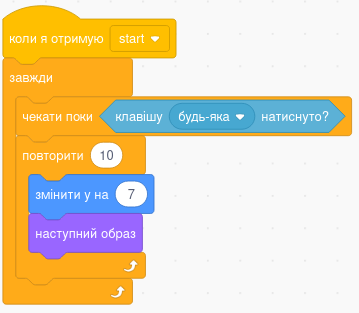 коли я отримую start
завжди
чекати поки клавішу будь-яка натиснуто?
повторити 10
змінити y на 7
наступний образ